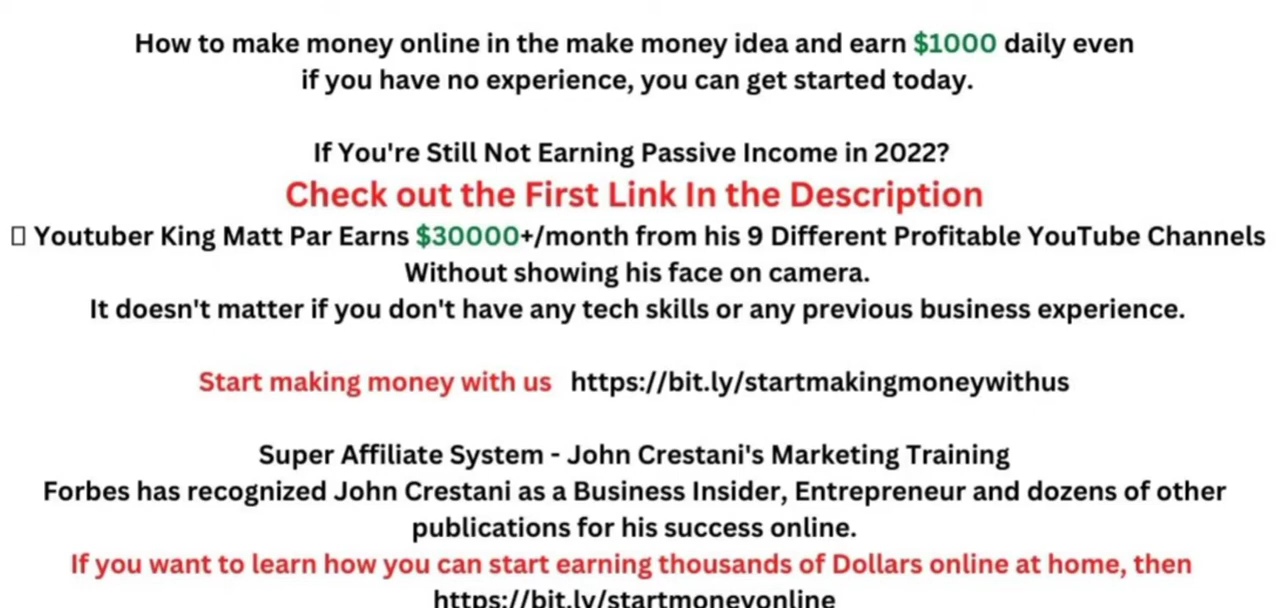 How to make money online in the make money idea and earn $1000 daily even
if you have no experience, you can get started today.
If You're Still Not Earning Passive Income in 2022?
Check out the First Link In the Description
Youtuber King Matt Par Earns $30000+/month from his 9 Different Profitable YouTube Channels
Without showing his face on camera.
It doesn't matter if you don't have any tech skills or any previous business experience.
Start making money with us https://bit.ly/startmakingmoneywithus
Super Affiliate System - John Crestani's Marketing Training
Forbes has recognized John Crestani as a Business Insider, Entrepreneur and dozens of other
publications for his success online.
If you want to learn how you can start earning thousands of Dollars online at home, then
https://bit.ly/startmoneyonline